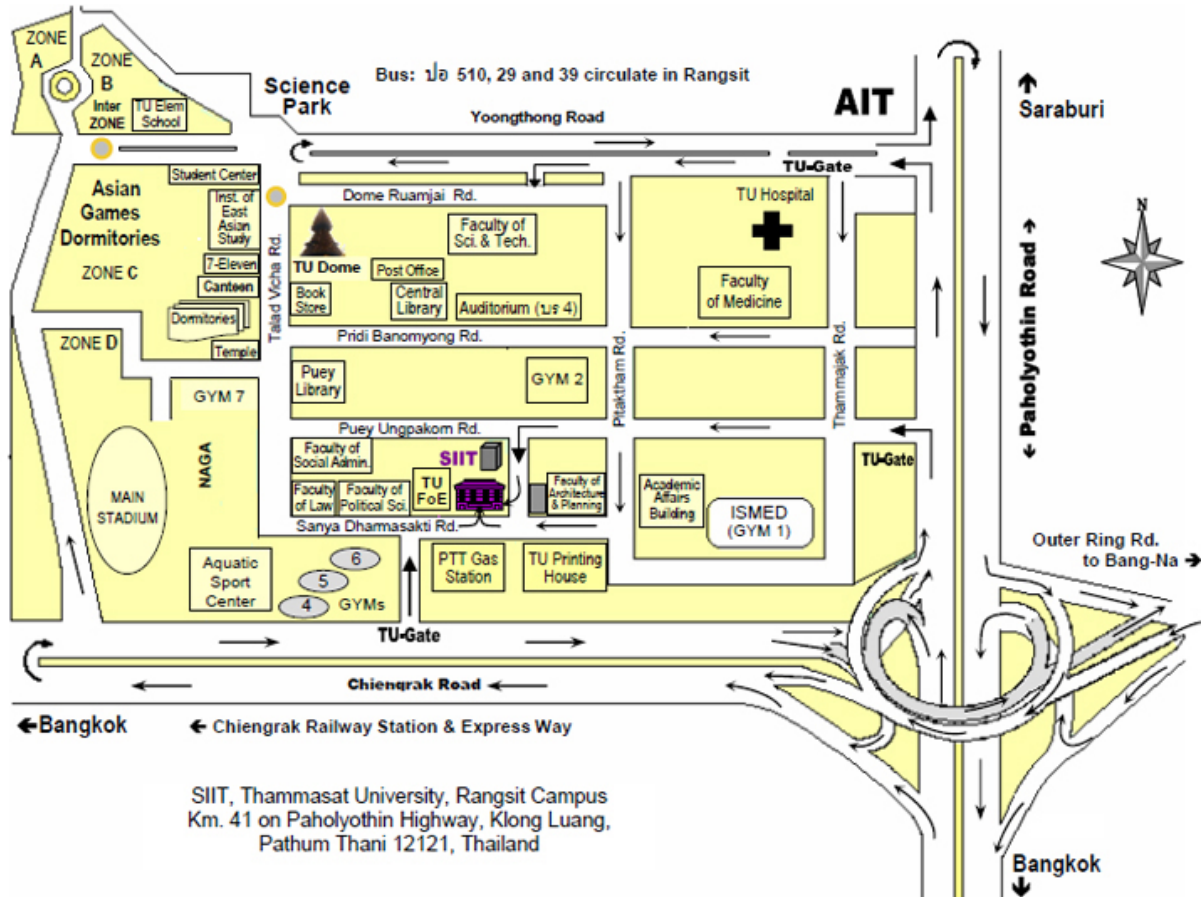 ZONE
A
ZONE
B
Inter
ZONE
TU Elem
School
Science
Park
Bus: ปอ 510, 29 and 39 circulate in Rangsit
AIT
Yoongthong Road
TU-Gate
Saraburi
N
Paholyothin Road
Student Center
Inst. of
East
Asian
Study
7-Eleven
Canteen
Dormitories
Temple
Asian
Games
Dormitories
ZONE C
ZONE D
Talad Vicha Rd.
Dome Ruamjai Rd.
TU Dome
Faculty of
Sci. & Tech.
Post Office
Book
Store
Central
Library
Auditorium (บร 4)
TU Hospital
Faculty
of Medicine
Pridi Banomyong Rd.
Pitaktham Rd.
Thammajak Rd.
Puey
Library
GYM 2
GYM 7
NAGA
MAIN
STADIUM
Puey Ungpakorn Rd.
TU-Gate
Faculty of
Social Admin.
SIIT
TU
FoE
Faculty
of Law
Faculty of
Political Sci.
Faculty of
Architecture
& Planning
Academic
Affairs
Building
ISMED
(GYM 1)
Sanya Dhamasakti Rd.
Aquatic
Sport
Center
6
5
4
GYMs
PTT Gas
Station
TU Printing
House
Outer Ring Rd.
to Bang-Na
TU-Gate
Chiengrak Road
Bangkok
Chiengrak Railway Station & Express Way
SIIT, Thammasat University, Rangsit Campus
Km. 41 on Paholyothin Highway, Klong Luang,
Pathum Thani 12121, Thailand
Bangkok